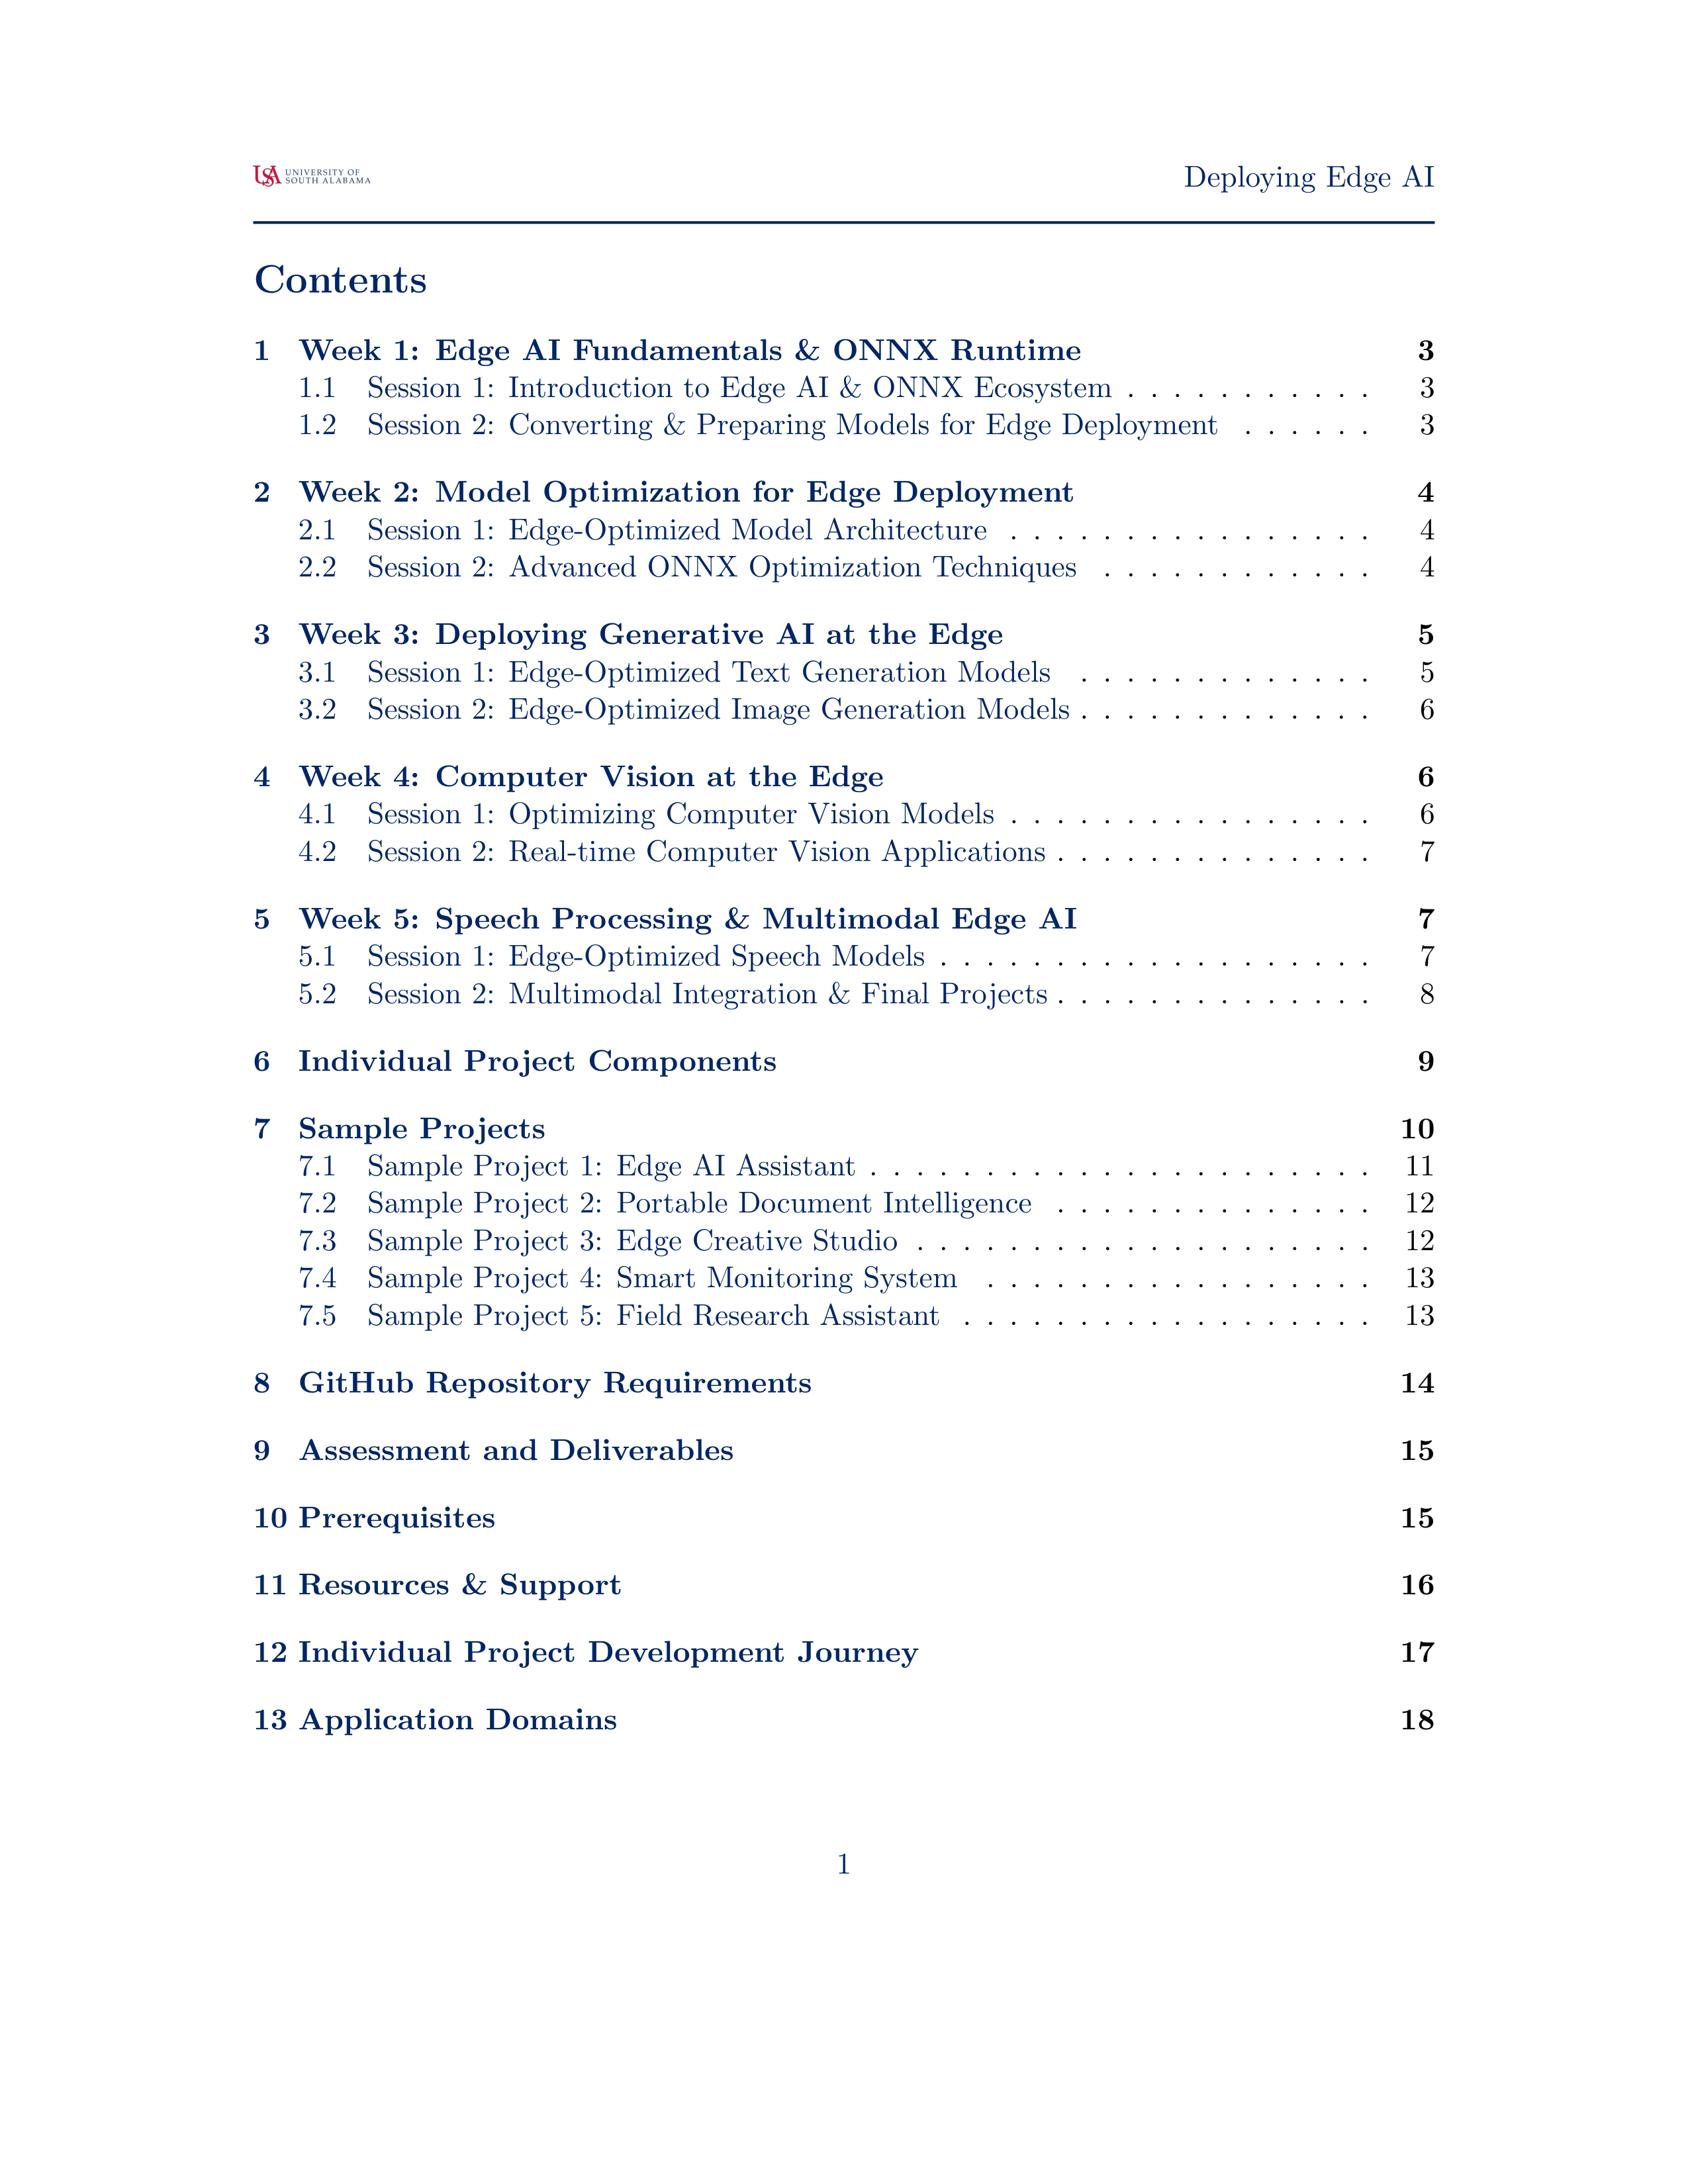 USA UNIVERSITY OF
SOUTH ALABAMA
Deploying Edge AI
Contents
1 Week 1: Edge AI Fundamentals & ONNX Runtime 3
1.1 Session 1: Introduction to Edge AI & ONNX Ecosystem . . . . . . . . . . . 3
1.2 Session 2: Converting & Preparing Models for Edge Deployment . . . . . . 3
2 Week 2: Model Optimization for Edge Deployment 4
2.1 Session 1: Edge-Optimized Model Architecture . . . . . . . . . . . . . . . . 4
2.2 Session 2: Advanced ONNX Optimization Techniques . . . . . . . . . . . . 4
3 Week 3: Deploying Generative AI at the Edge 5
3.1 Session 1: Edge-Optimized Text Generation Models . . . . . . . . . . . . . 5
3.2 Session 2: Edge-Optimized Image Generation Models . . . . . . . . . . . . . 6
4 Week 4: Computer Vision at the Edge 6
4.1 Session 1: Optimizing Computer Vision Models . . . . . . . . . . . . . . . . 6
4.2 Session 2: Real-time Computer Vision Applications . . . . . . . . . . . . . . 7
5 Week 5: Speech Processing & Multimodal Edge AI 7
5.1 Session 1: Edge-Optimized Speech Models . . . . . . . . . . . . . . . . . . . 7
5.2 Session 2: Multimodal Integration & Final Projects . . . . . . . . . . . . . . 8
6 Individual Project Components 9
7 Sample Projects 10
7.1 Sample Project 1: Edge AI Assistant . . . . . . . . . . . . . . . . . . . . . . 11
7.2 Sample Project 2: Portable Document Intelligence . . . . . . . . . . . . . . 12
7.3 Sample Project 3: Edge Creative Studio . . . . . . . . . . . . . . . . . . . . 12
7.4 Sample Project 4: Smart Monitoring System . . . . . . . . . . . . . . . . . 13
7.5 Sample Project 5: Field Research Assistant . . . . . . . . . . . . . . . . . . 13
8 GitHub Repository Requirements 14
9 Assessment and Deliverables 15
10 Prerequisites 15
11 Resources & Support 16
12 Individual Project Development Journey 17
13 Application Domains 18
1